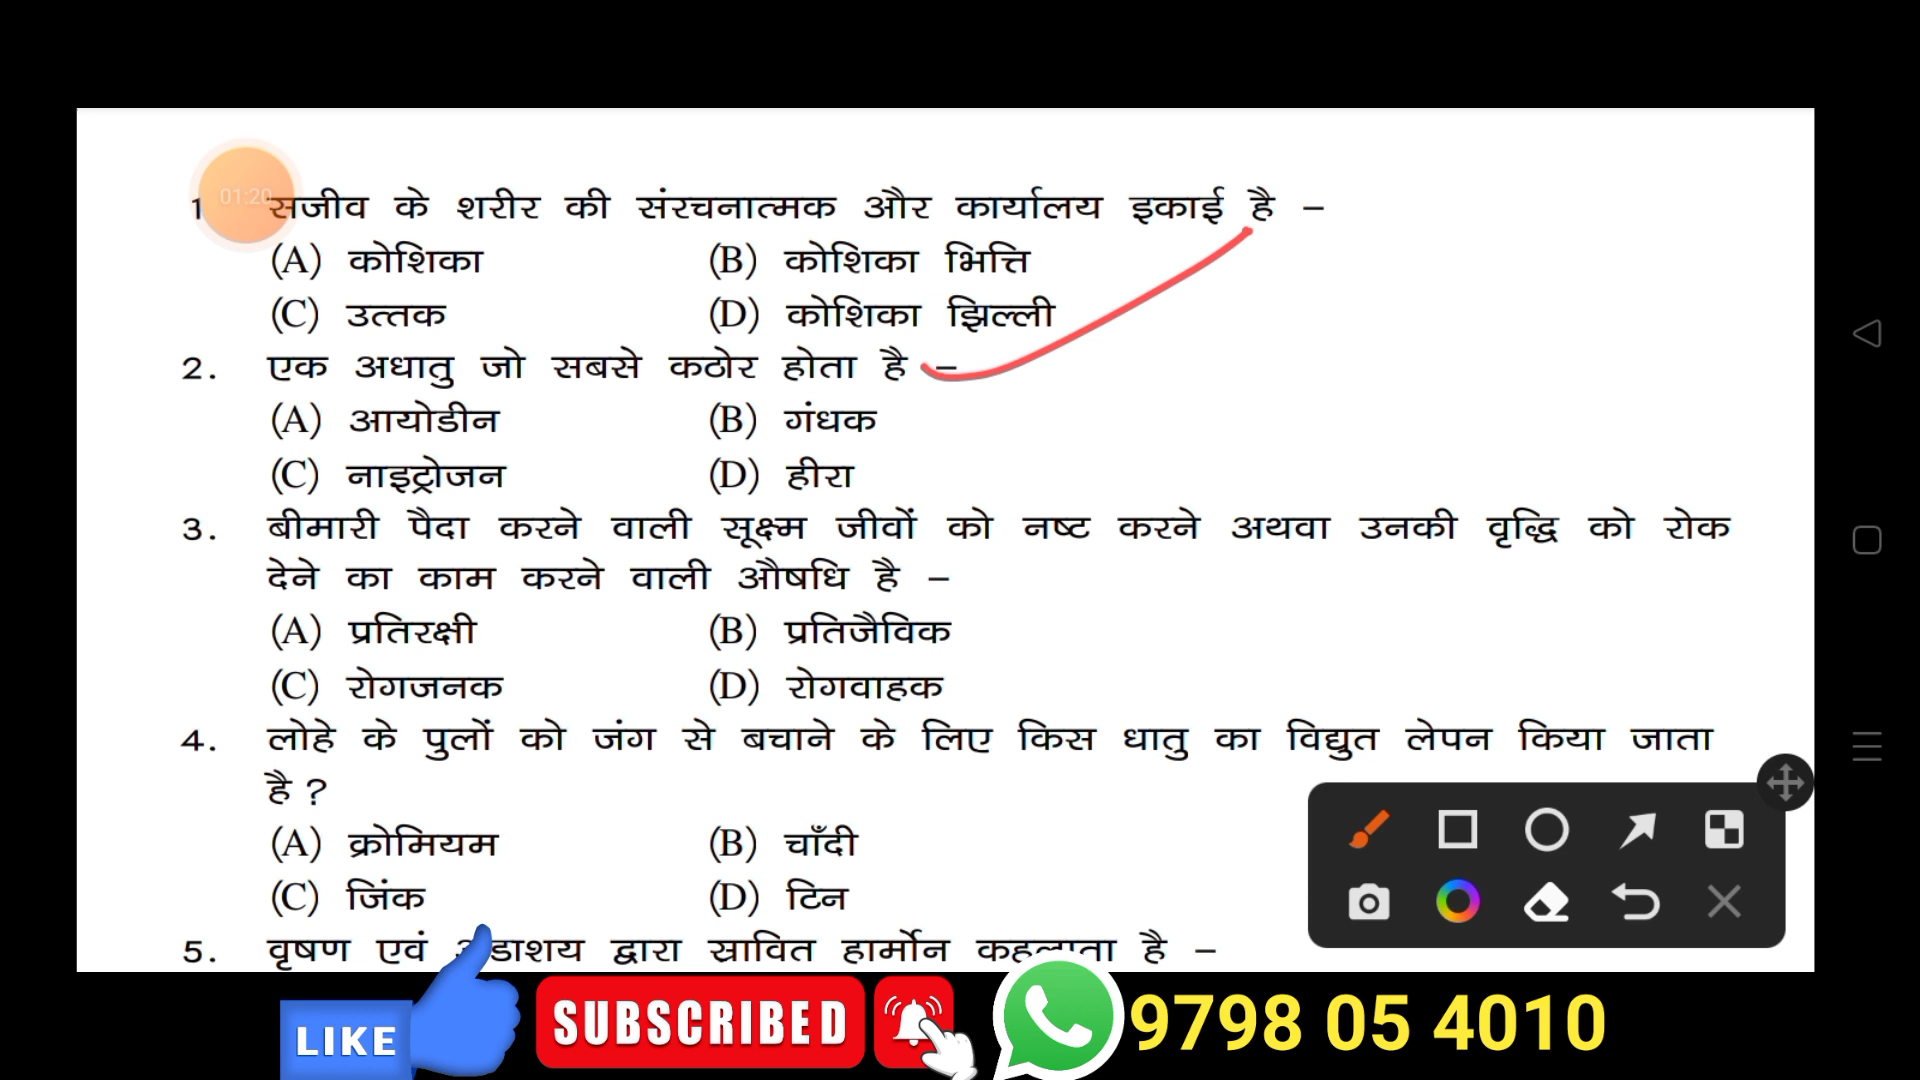 01:20
1 सजीव के शरीर की संरचनात्मक और कार्यालय इकाई है –
(A) कोशिका (B) कोशिका भित्ति
(C) उत्तक (D) कोशिका झिल्ली
2. एक अधातु जो सबसे कठोर होता है –
(A) आयोडीन (B) गंधक
(C) नाइट्रोजन (D) हीरा
3. बीमारी पैदा करने वाली सूक्ष्म जीवों को नष्ट करने अथवा उनकी वृद्धि को रोक
देने का काम करने वाली औषधि है –
(A) प्रतिरक्षी (B) प्रतिजैविक
(C) रोगजनक (D) रोगवाहक
4. लोहे के पुलों को जंग से बचाने के लिए किस धातु का विद्युत लेपन किया जाता
है ?
(A) क्रोमियम (B) चाँदी
(C) जिंक (D) टिन
5. वृषण एवं द्वारा स्रावित हार्मोन कहलाता है –
LIKE SUBSCRIBED 9798 05 4010